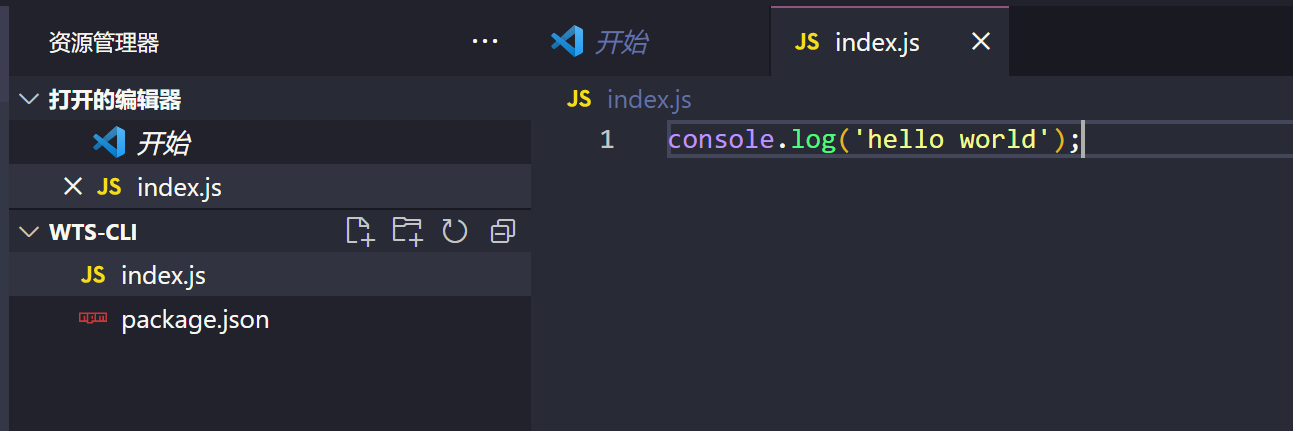 资源管理器 ···
开始
JS index.js
打开的编辑器
开始
JS index.js
WTS-CLI
JS index.js
npm package.json
JS index.js
1 console.log('hello world');